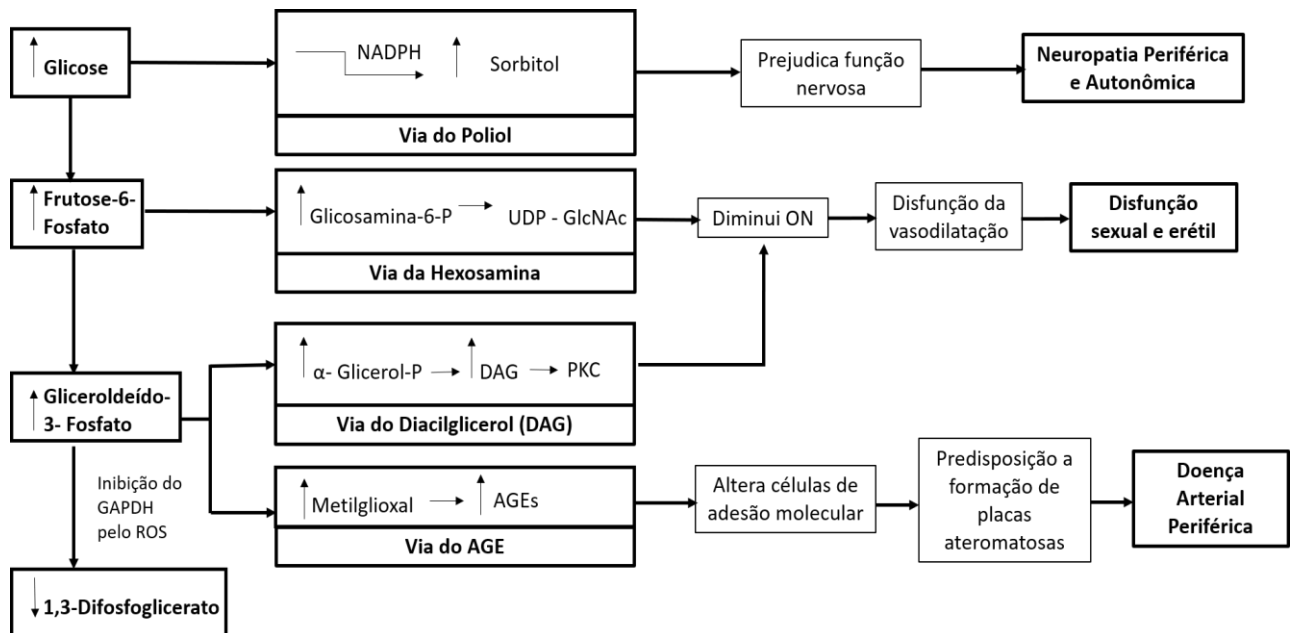 Glicose
NADPH
Sorbitol
Via do Poliol
Prejudica função
nervosa
Neuropatia Periférica
e Autonômica
Frutose-6-
Fosfato
Glicosamina-6-P
UDP - GlcNAc
Via da Hexosamina
Diminui ON
Disfunção da
vasodilatação
Disfunção
sexual e erétil
Gliceroldeído-
3- Fosfato
α- Glicerol-P
DAG
PKC
Via do Diacilglicerol (DAG)
Inibição do
GAPDH
pelo ROS
Metilglioxal
AGEs
Via do AGE
Altera células de
adesão molecular
Predisposição a
formação de
placas
ateromatosas
Doença
Arterial
Periférica
1,3-Difosfoglicerato